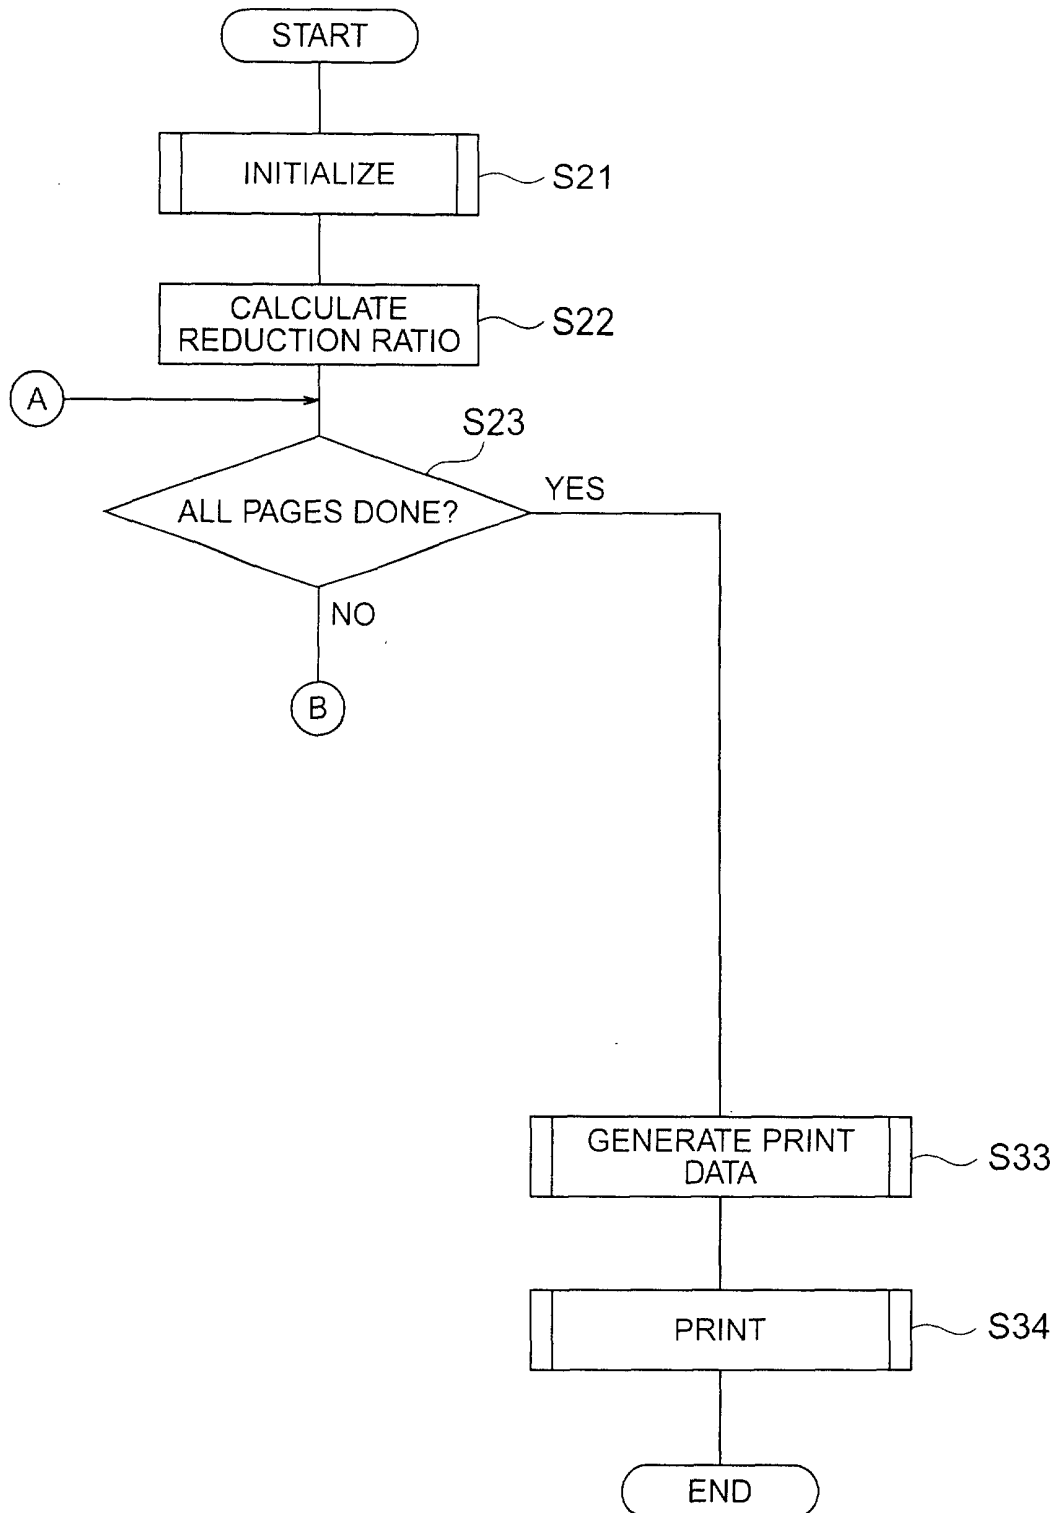 START
INITIALIZE
S21
CALCULATE
REDUCTION RATIO
S22
A
S23
ALL PAGES DONE?
YES
NO
B
GENERATE PRINT
DATA
S33
PRINT
S34
END